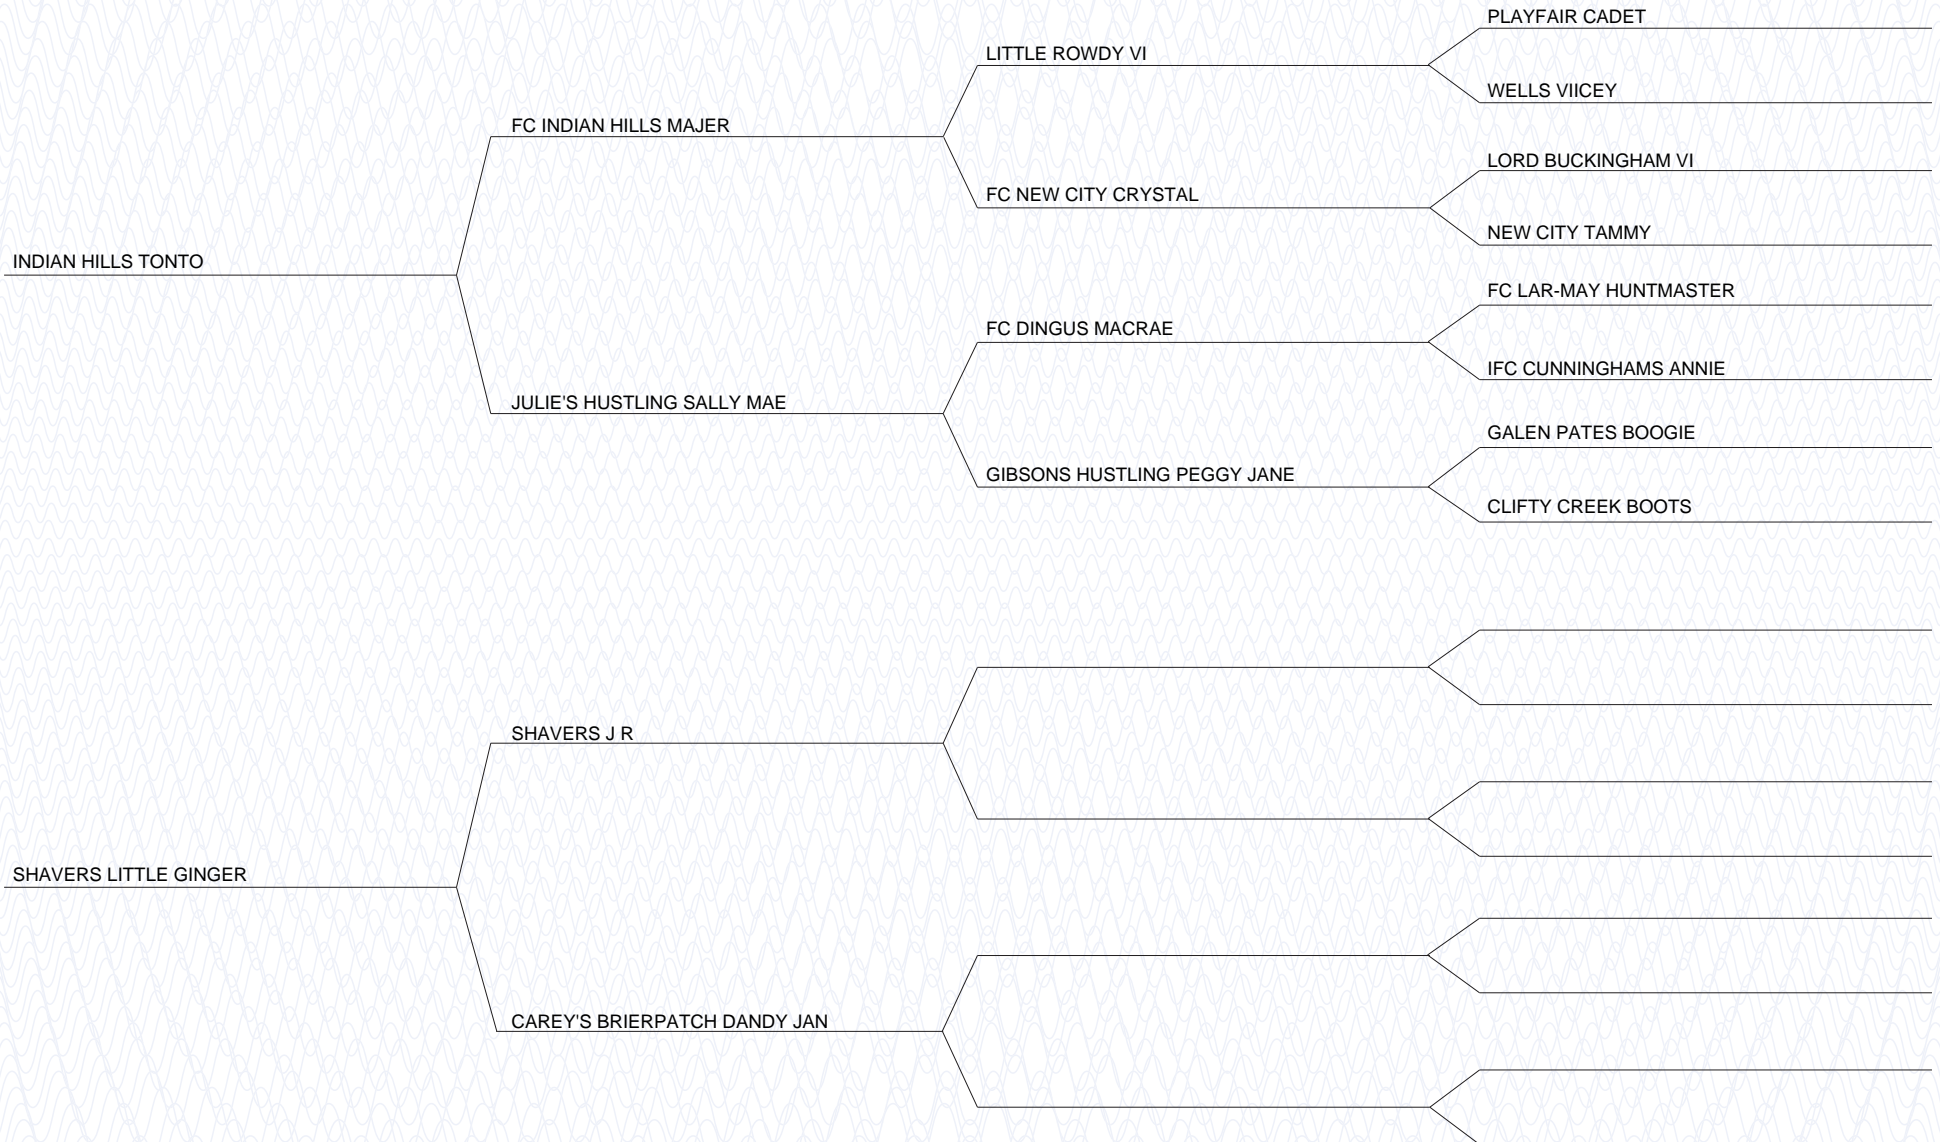 PLAYFAIR CADET
LITTLE ROWDY VI
WELLS VIICEY
FC INDIAN HILLS MAJER
LORD BUCKINGHAM VI
FC NEW CITY CRYSTAL
NEW CITY TAMMY
INDIAN HILLS TONTO
FC LAR-MAY HUNTMASTER
FC DINGUS MACRAE
IFC CUNNINGHAMS ANNIE
JULIE'S HUSTLING SALLY MAE
GALEN PATES BOOGIE
GIBSONS HUSTLING PEGGY JANE
CLIFTY CREEK BOOTS
SHAVERS J R
SHAVERS LITTLE GINGER
CAREY'S BRIERPATCH DANDY JAN